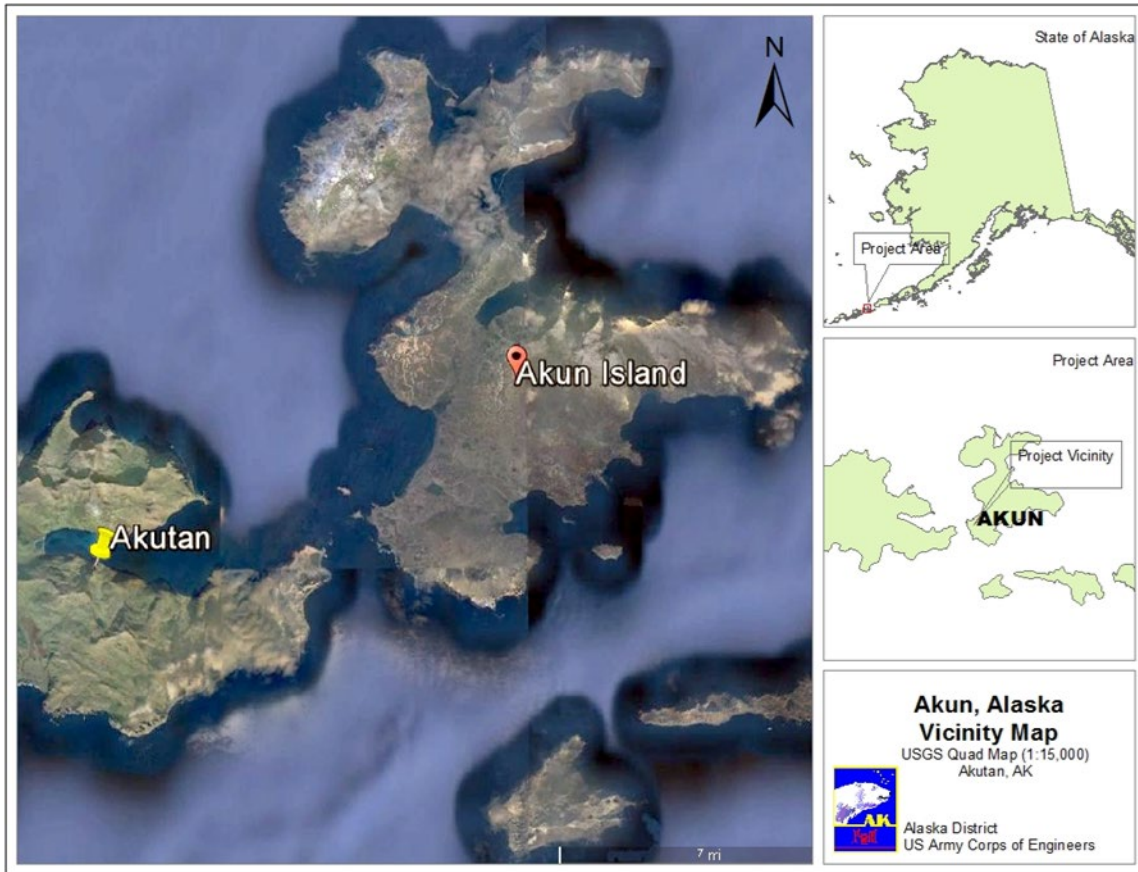 N
Akun Island
Akutan
7 mi
State of Alaska
Project Area
Project Area
Project Vicinity
AKUN
Akun, Alaska
Vicinity Map
USGS Quad Map (1:15,000)
Akutan, AK
AK
Alaska District
US Army Corps of Engineers